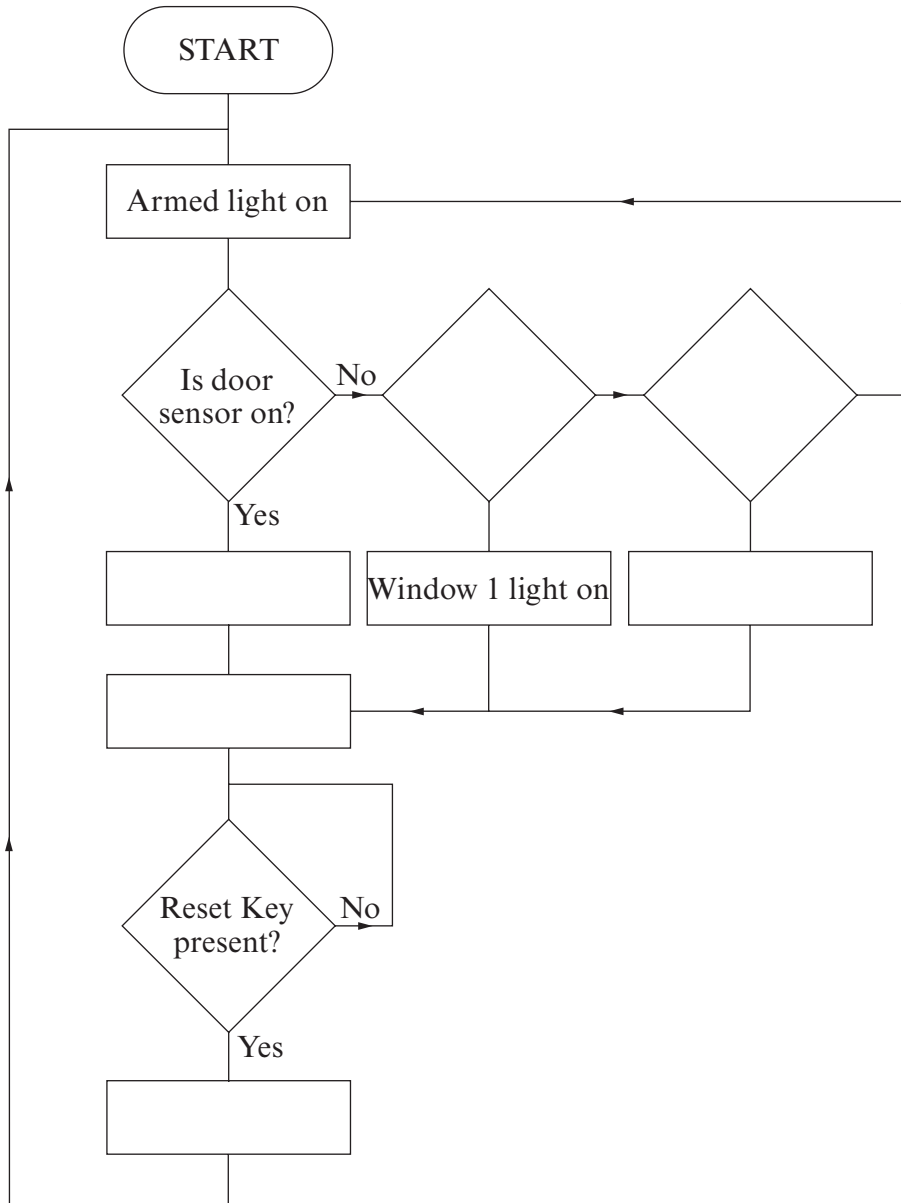 START
Armed light on
Is door
sensor on?
No
Yes
Window 1 light on
Reset Key
present?
No
Yes